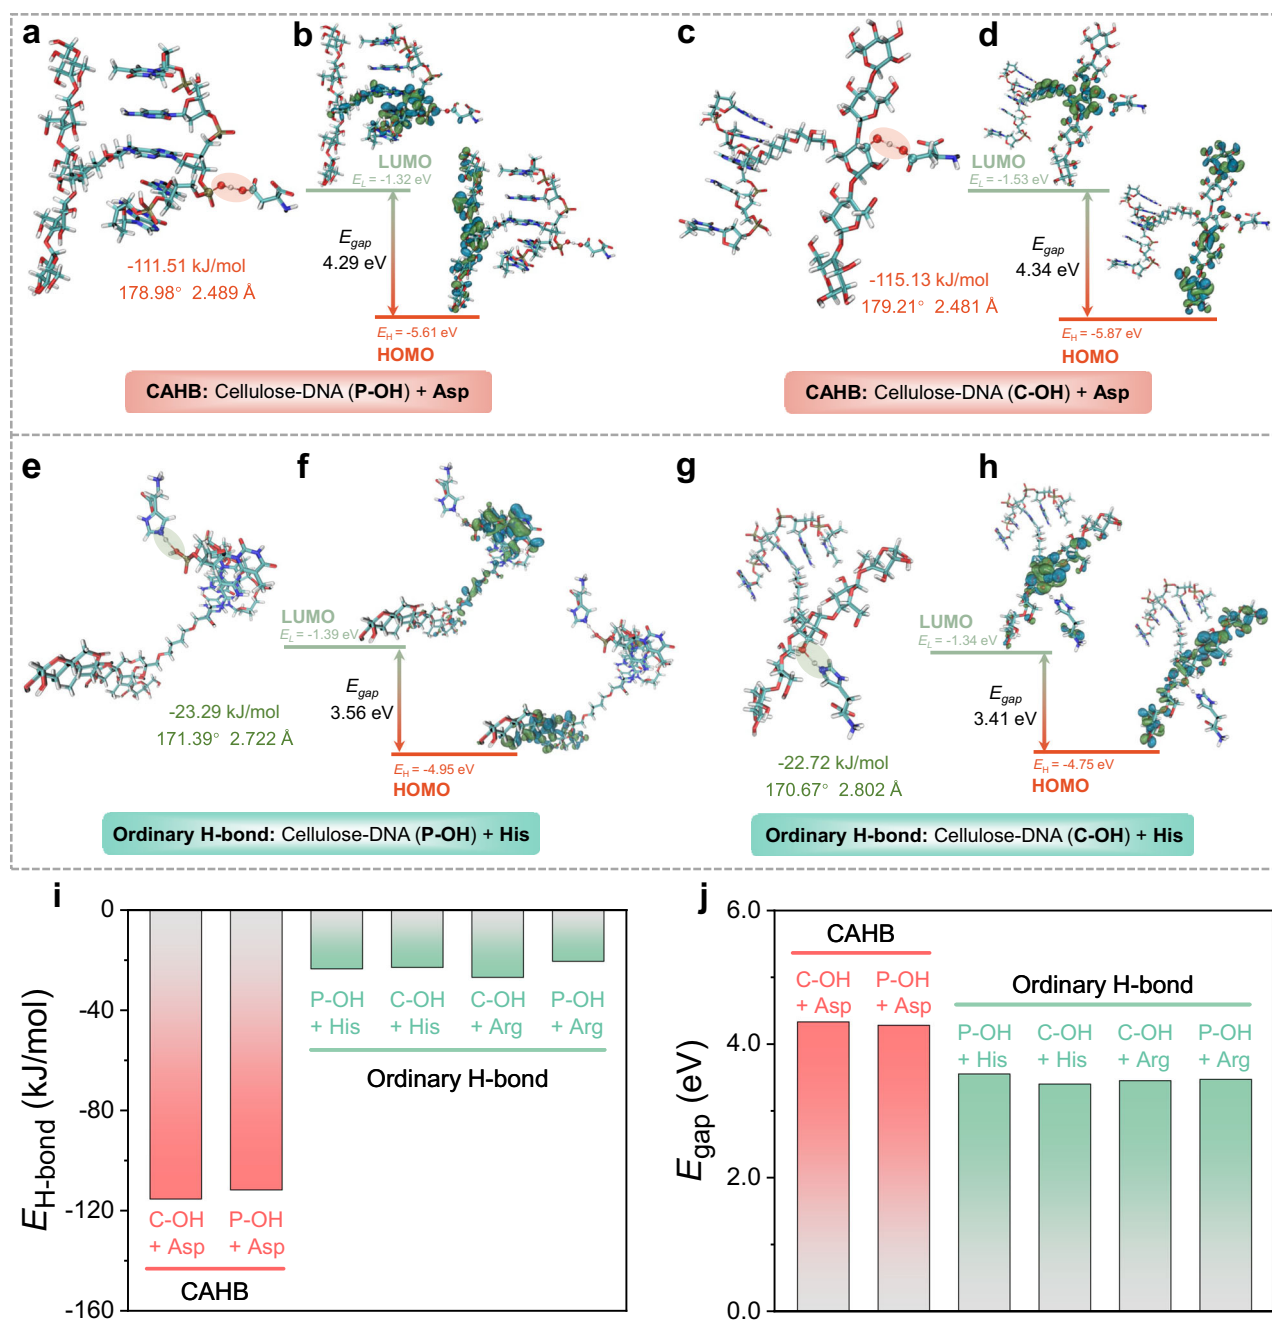 a
b
c
d
LUMO
E_L = -1.32 eV
E_gap
4.29 eV
-111.51 kJ/mol
178.98° 2.489 Å
E_H = -5.61 eV
HOMO
CAHB: Cellulose-DNA (P-OH) + Asp
LUMO
E_L = -1.53 eV
E_gap
4.34 eV
-115.13 kJ/mol
179.21° 2.481 Å
E_H = -5.87 eV
HOMO
CAHB: Cellulose-DNA (C-OH) + Asp
e
f
g
h
LUMO
E_L = -1.39 eV
E_gap
3.56 eV
-23.29 kJ/mol
171.39° 2.722 Å
E_H = -4.95 eV
HOMO
Ordinary H-bond: Cellulose-DNA (P-OH) + His
LUMO
E_L = -1.34 eV
E_gap
3.41 eV
-22.72 kJ/mol
170.67° 2.802 Å
E_H = -4.75 eV
HOMO
Ordinary H-bond: Cellulose-DNA (C-OH) + His
i
E_H-bond (kJ/mol)
0
-40
-80
-120
-160
P-OH
+ His
C-OH
+ His
C-OH
+ Arg
P-OH
+ Arg
Ordinary H-bond
C-OH
+ Asp
P-OH
+ Asp
CAHB
j
E_gap (eV)
6.0
4.0
2.0
0.0
CAHB
C-OH
+ Asp
P-OH
+ Asp
Ordinary H-bond
P-OH
+ His
C-OH
+ His
C-OH
+ Arg
P-OH
+ Arg